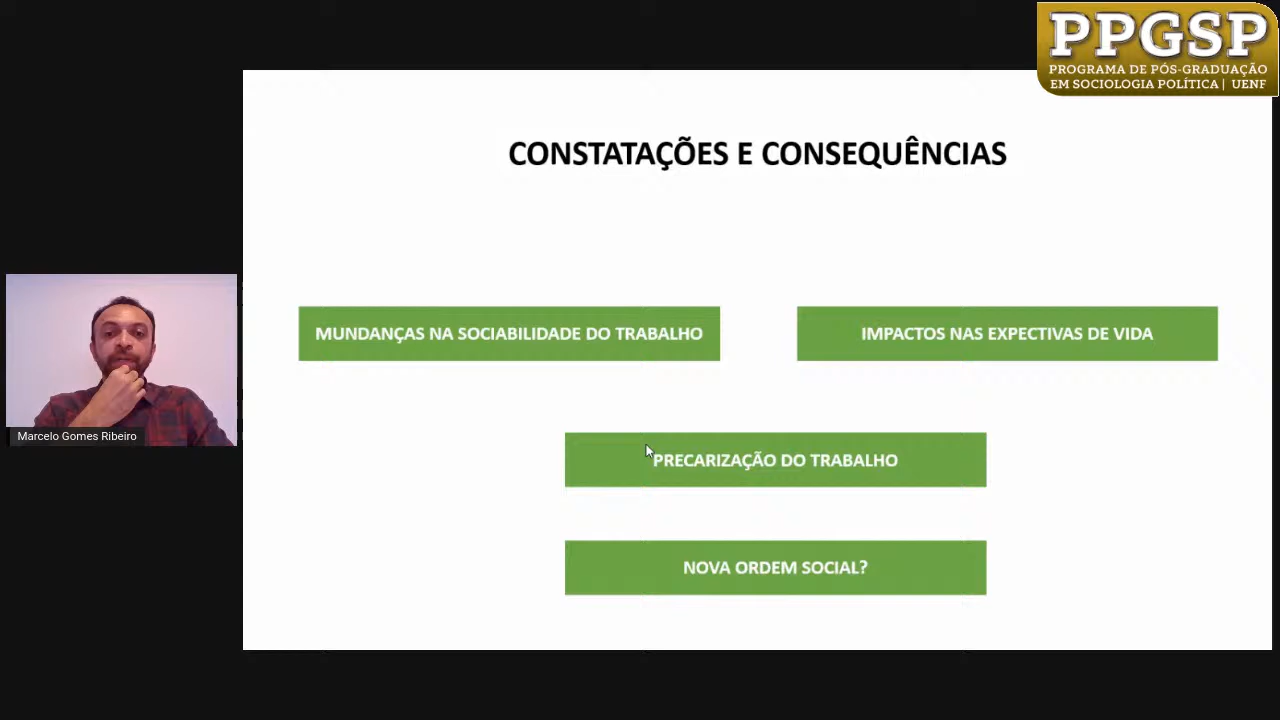 PPGSP
PROGRAMA DE PÓS-GRADUAÇÃO
EM SOCIOLOGIA POLÍTICA | UENF
CONSTATAÇÕES E CONSEQUÊNCIAS
MUNDANÇAS NA SOCIABILIDADE DO TRABALHO
IMPACTOS NAS EXPECTIVAS DE VIDA
PRECARIZAÇÃO DO TRABALHO
NOVA ORDEM SOCIAL?
Marcelo Gomes Ribeiro